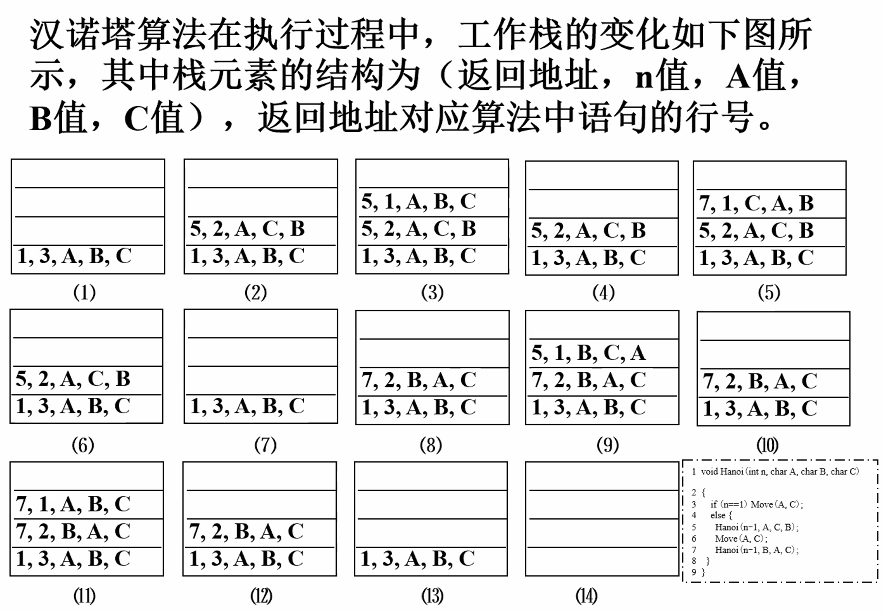 汉诺塔算法在执行过程中，工作栈的变化如下图所
示，其中栈元素的结构为（返回地址，n值，A值，
B值，C值），返回地址对应算法中语句的行号。
1, 3, A, B, C
(1)
5, 2, A, C, B
1, 3, A, B, C
(2)
5, 1, A, B, C
5, 2, A, C, B
1, 3, A, B, C
(3)
5, 2, A, C, B
1, 3, A, B, C
(4)
7, 1, C, A, B
5, 2, A, C, B
1, 3, A, B, C
(5)
5, 2, A, C, B
1, 3, A, B, C
(6)
1, 3, A, B, C
(7)
7, 2, B, A, C
1, 3, A, B, C
(8)
5, 1, B, C, A
7, 2, B, A, C
1, 3, A, B, C
(9)
7, 2, B, A, C
1, 3, A, B, C
(10)
7, 1, A, B, C
7, 2, B, A, C
1, 3, A, B, C
(11)
7, 2, B, A, C
1, 3, A, B, C
(12)
1, 3, A, B, C
(13)
(14)
1 void Hanoi(int n, char A, char B, char C)
2 {
3 if (n==1) Move(A, C);
4 else {
5 Hanoi(n-1, A, C, B);
6 Move(A, C);
7 Hanoi(n-1, B, A, C);
8 }
9 }